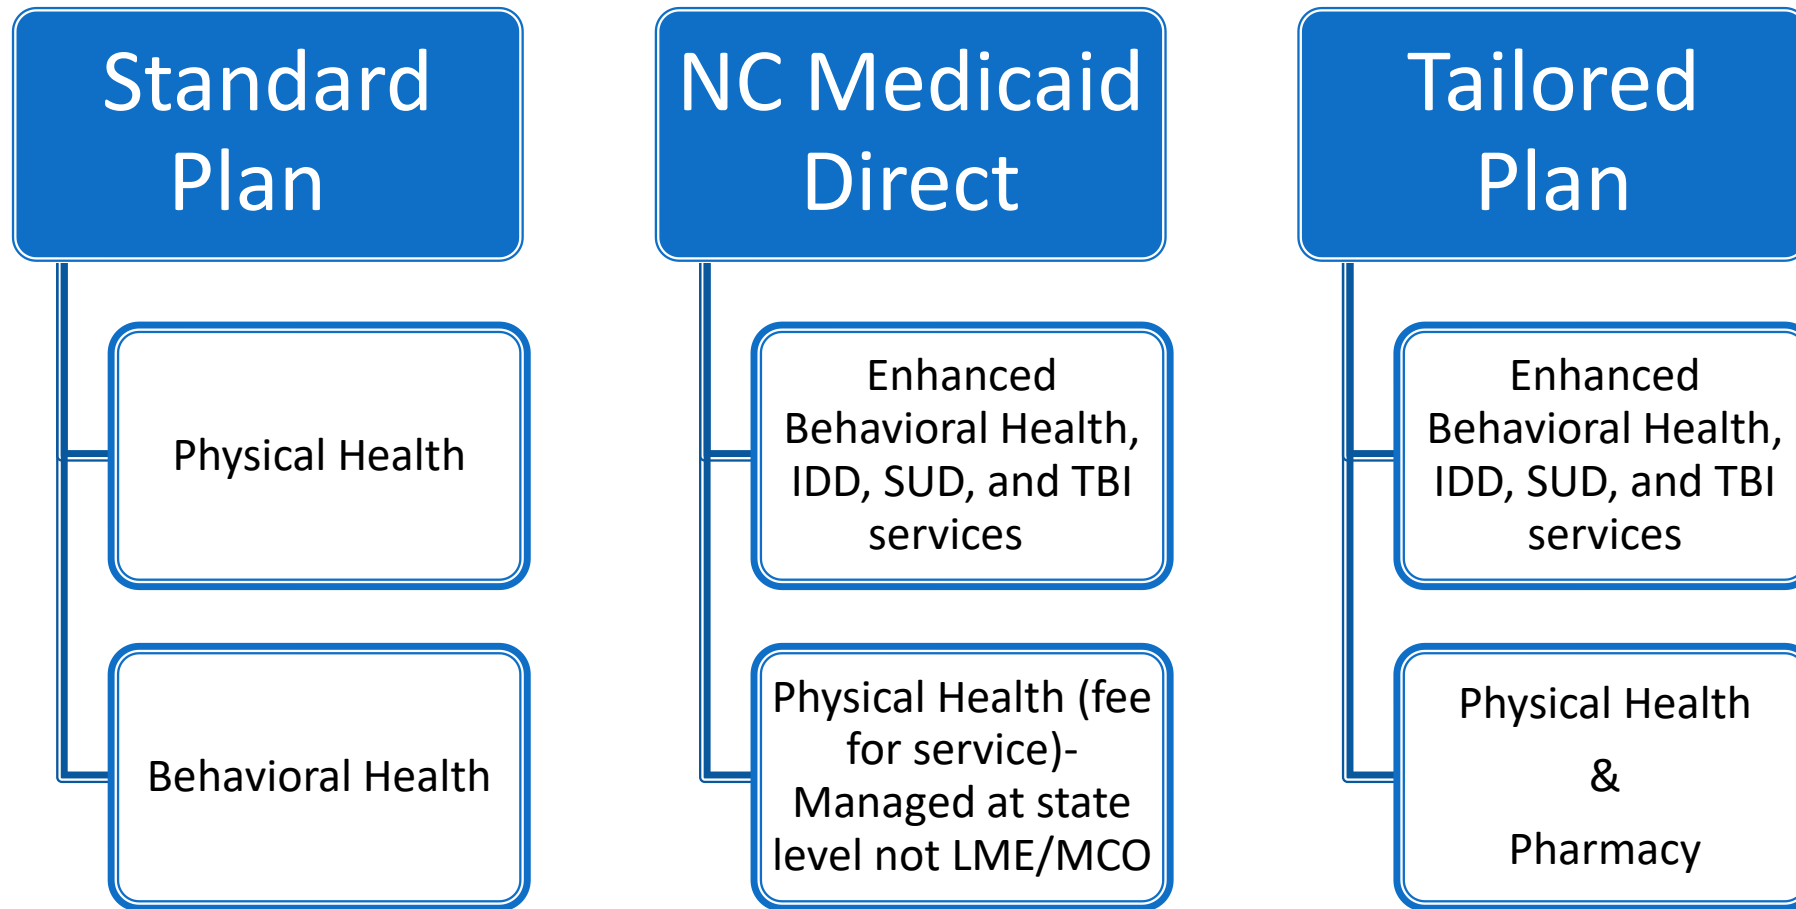 Standard
Plan
Physical Health
Behavioral Health
NC Medicaid
Direct
Enhanced
Behavioral Health,
IDD, SUD, and TBI
services
Physical Health (fee
for service)-
Managed at state
level not LME/MCO
Tailored
Plan
Enhanced
Behavioral Health,
IDD, SUD, and TBI
services
Physical Health
&
Pharmacy